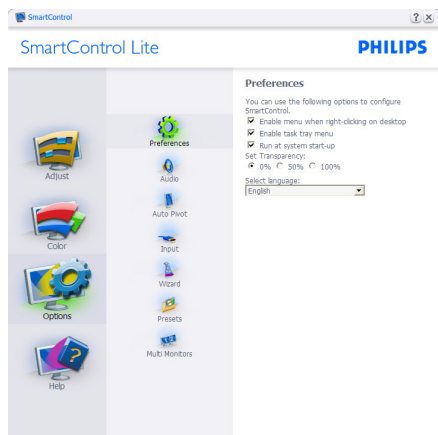 SmartControl
? ×
SmartControl Lite
PHILIPS
Adjust
Color
Options
Help
Preferences
Audio
Auto Pivot
Input
Wizard
Presets
Multi Monitors
Preferences
You can use the following options to configure
SmartControl.
Enable menu when right-clicking on desktop
Enable task tray menu
Run at system start-up
Set Transparency:
0% 50% 100%
Select language:
English